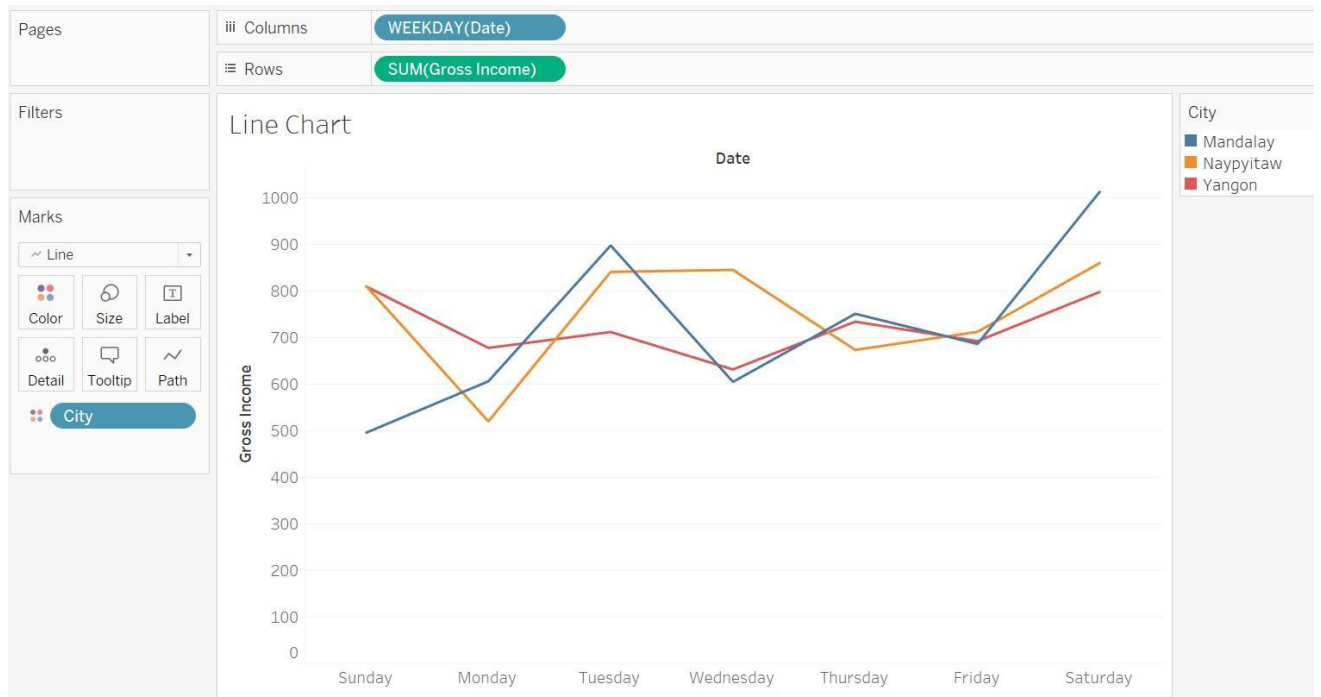 Pages
Columns
WEEKDAY(Date)
Rows
SUM(Gross Income)
Filters
Marks
Line
Color
Size
T
Label
Detail
Tooltip
Path
City
Line Chart
Date
Gross Income
1000
900
800
700
600
500
400
300
200
100
0
Sunday
Monday
Tuesday
Wednesday
Thursday
Friday
Saturday
City
Mandalay
Naypyitaw
Yangon